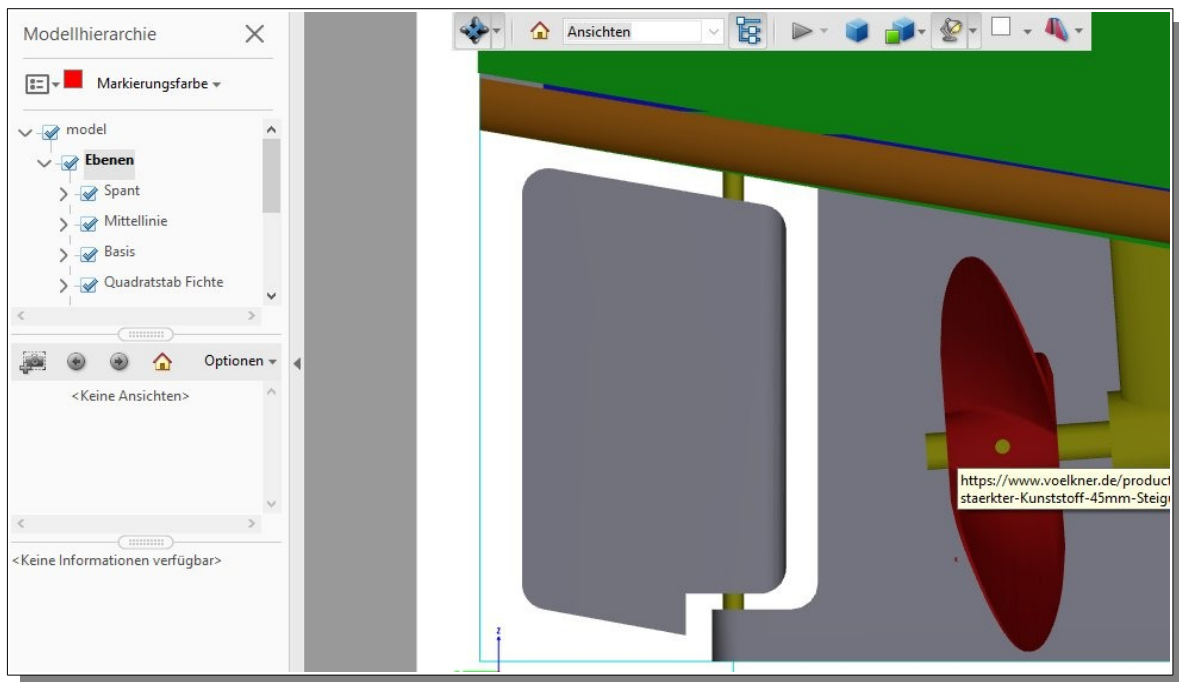 Modellhierarchie
Markierungsfarbe
model
Ebenen
Spant
Mittellinie
Basis
Quadratstab Fichte
Optionen
<Keine Ansichten>
<Keine Informationen verfügbar>
Ansichten
https://www.voelkner.de/product
staerkter-Kunststoff-45mm-Steigu
z